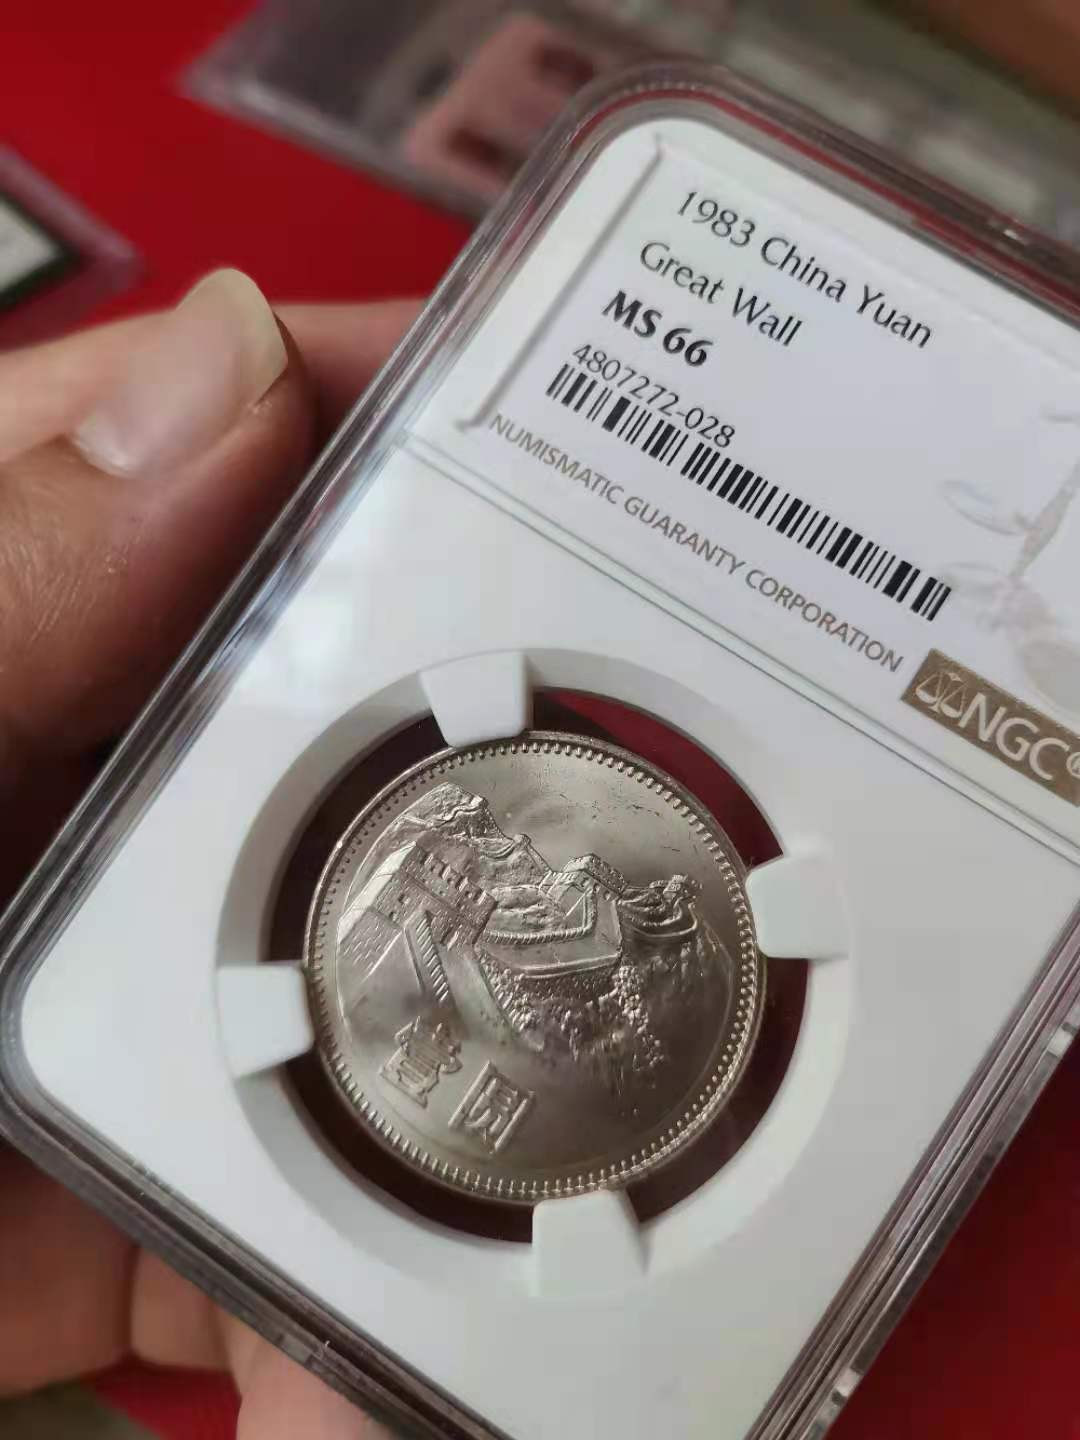 1983 China Yuan
Great Wall
MS 66
4807272-028
NUMISMATIC GUARANTY CORPORATION
NGC®
壹圆